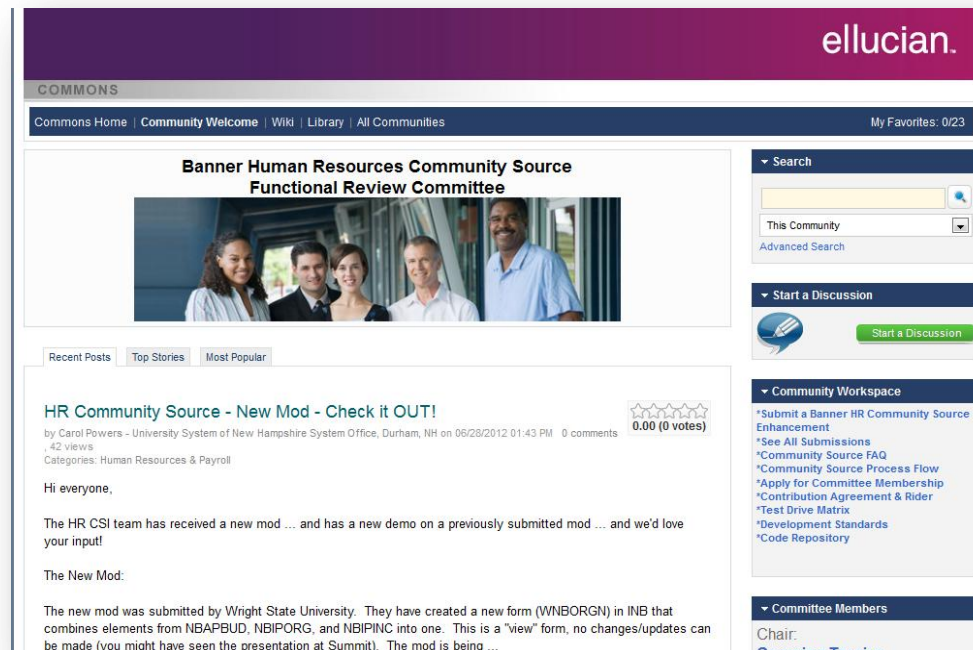 ellucian.
COMMONS
Commons Home | Community Welcome | Wiki | Library | All Communities
My Favorites: 0/23
Banner Human Resources Community Source
Functional Review Committee
Recent Posts
Top Stories
Most Popular
HR Community Source - New Mod - Check it OUT!
0.00 (0 votes)
by Carol Powers - University System of New Hampshire System Office, Durham, NH on 06/28/2012 01:43 PM 0 comments
, 42 views
Categories: Human Resources & Payroll
Hi everyone,
The HR CSI team has received a new mod ... and has a new demo on a previously submitted mod ... and we'd love
your input!
The New Mod:
The new mod was submitted by Wright State University. They have created a new form (WNBORGN) in INB that
combines elements from NBAPBUD, NBIPORG, and NBIPINC into one. This is a "view" form, no changes/updates can
be made (you might have seen the presentation at Summit). The mod is being ...
Search
This Community
Advanced Search
Start a Discussion
Start a Discussion
Community Workspace
*Submit a Banner HR Community Source
Enhancement
*See All Submissions
*Community Source FAQ
*Community Source Process Flow
*Apply for Committee Membership
*Contribution Agreement & Rider
*Test Drive Matrix
*Development Standards
*Code Repository
Committee Members
Chair: